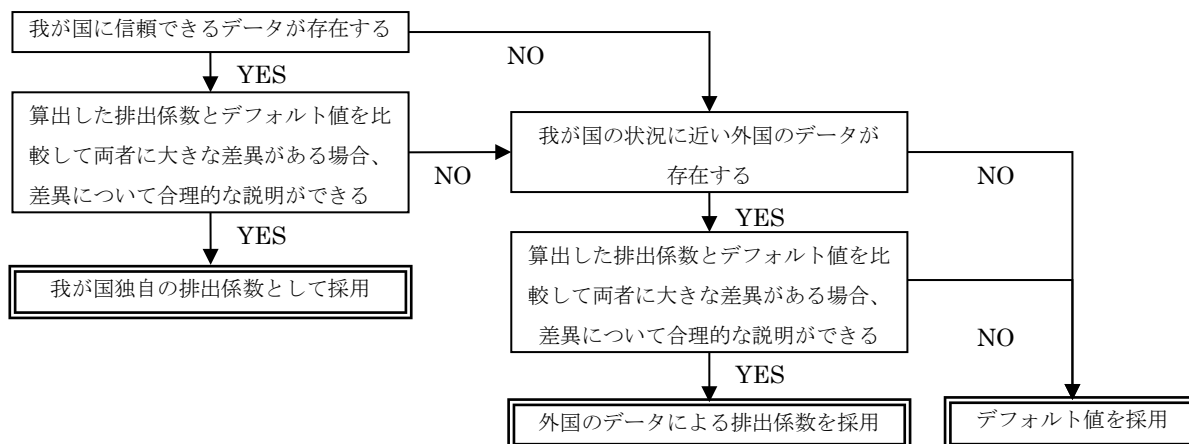 我が国に信頼できるデータが存在する
NO
YES
算出した排出係数とデフォルト値を比
較して両者に大きな差異がある場合、
差異について合理的な説明ができる
NO
YES
我が国独自の排出係数として採用
我が国の状況に近い外国のデータが
存在する
NO
YES
算出した排出係数とデフォルト値を比
較して両者に大きな差異がある場合、
差異について合理的な説明ができる
NO
YES
外国のデータによる排出係数を採用
デフォルト値を採用